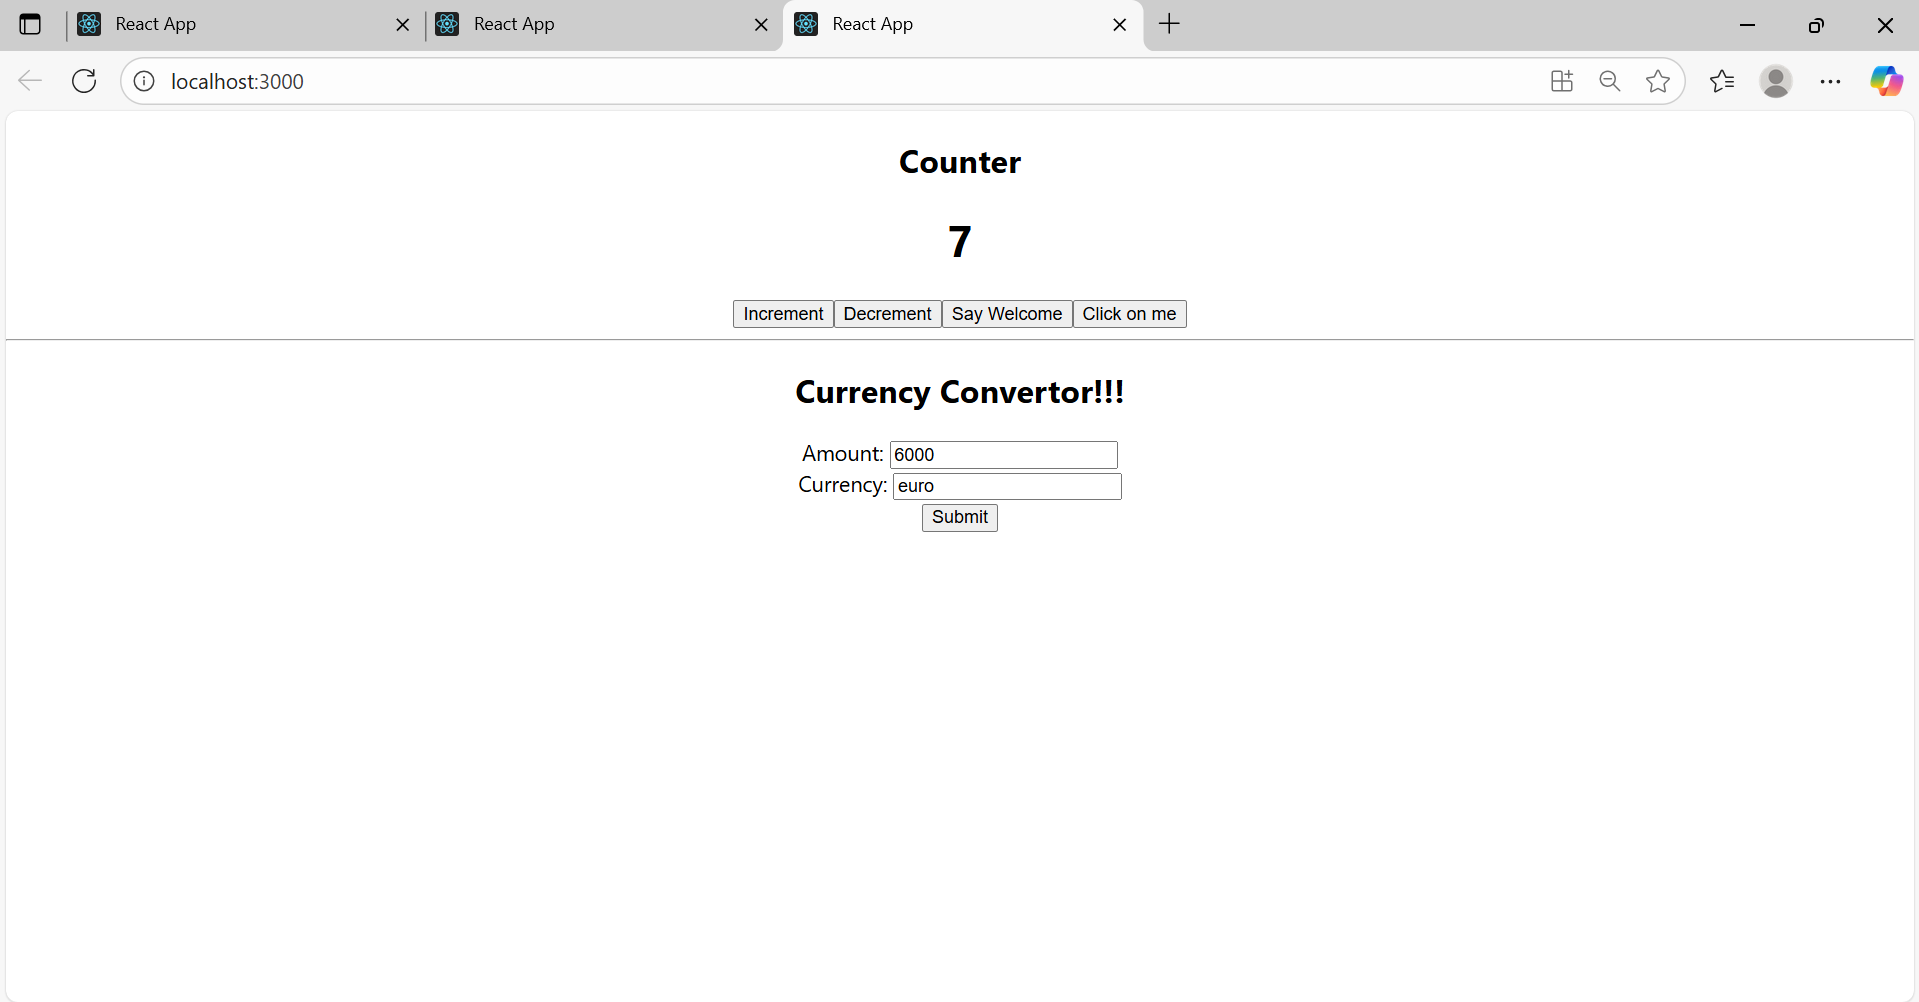 React App React App React App
localhost:3000
Counter
7
Increment Decrement Say Welcome Click on me
Currency Convertor!!!
Amount: 6000
Currency: euro
Submit